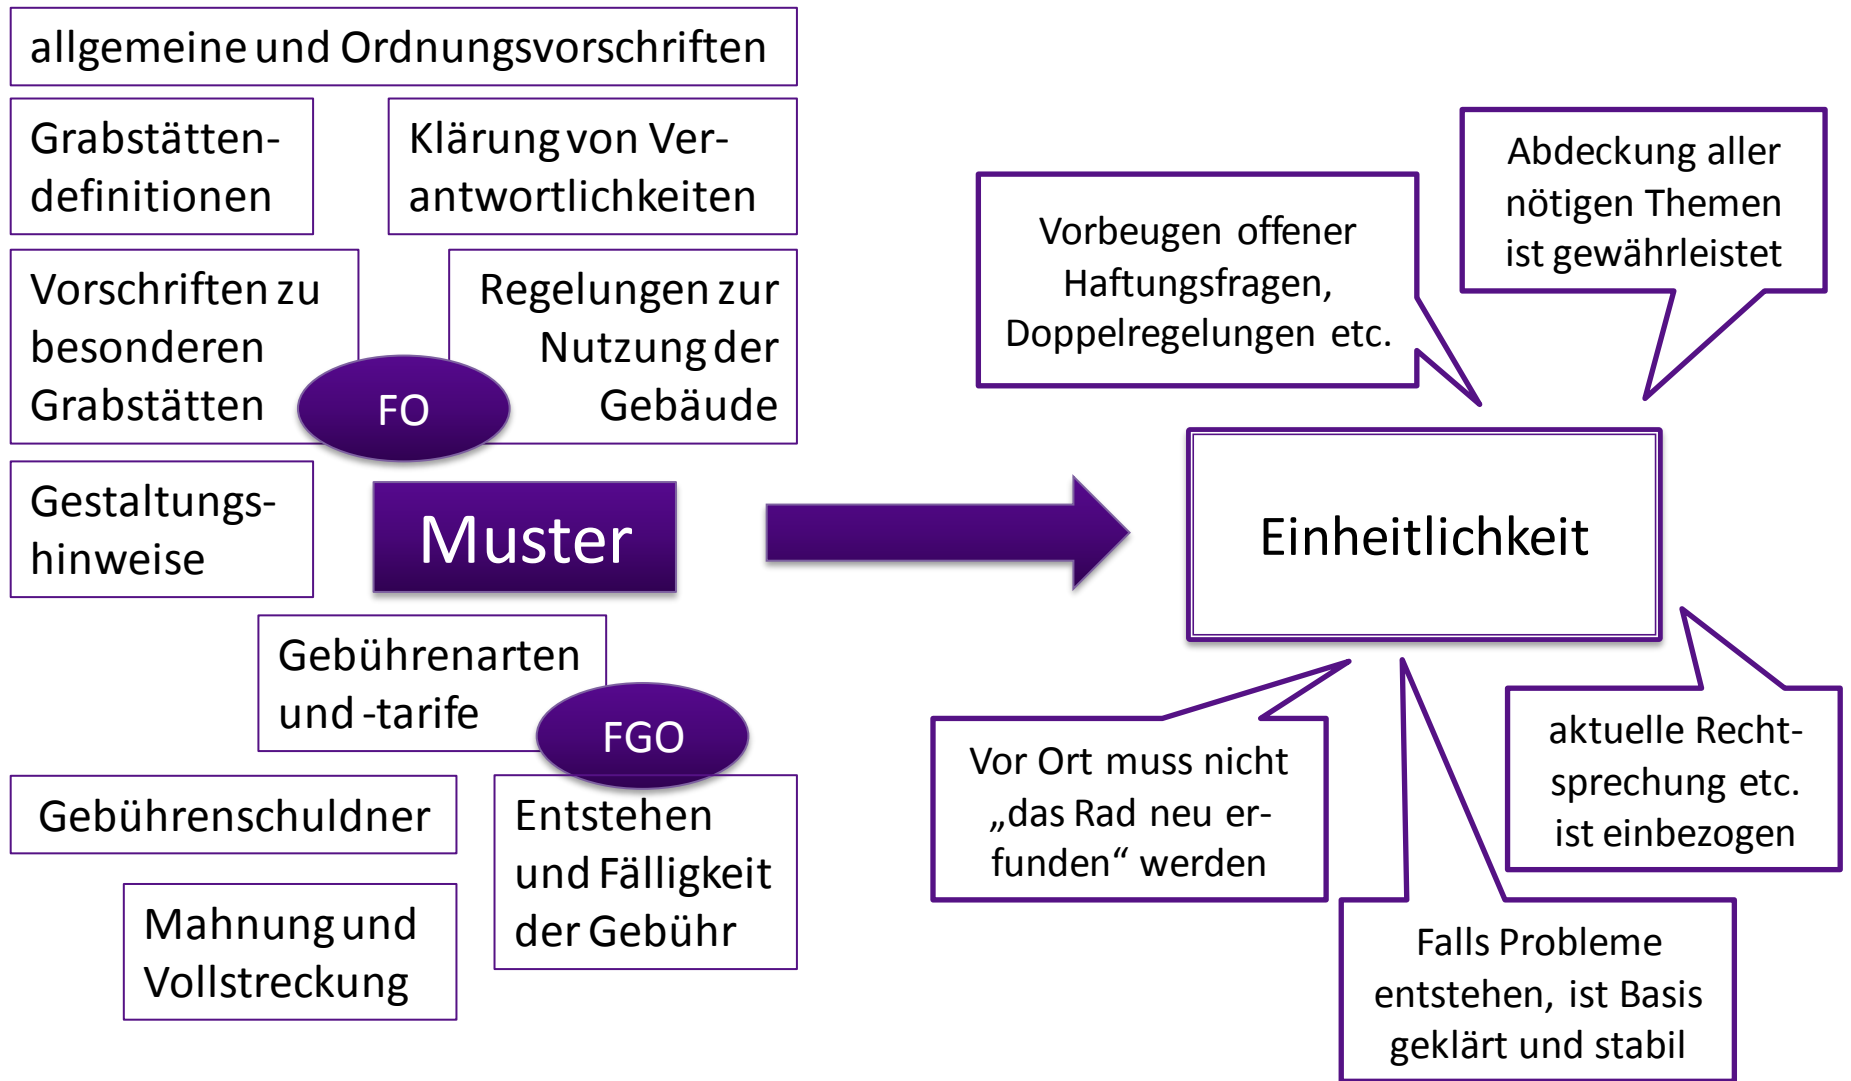 allgemeine und Ordnungsvorschriften
Grabstätten-
definitionen
Klärung von Ver-
antwortlichkeiten
Vorschriften zu
besonderen
Grabstätten
Regelungen zur
Nutzung der
Gebäude
FO
Gestaltungs-
hinweise
Muster
Gebührenarten
und -tarife
FGO
Gebührenschuldner
Entstehen
und Fälligkeit
der Gebühr
Mahnung und
Vollstreckung
Vorbeugen offener
Haftungsfragen,
Doppelregelungen etc.
Abdeckung aller
nötigen Themen
ist gewährleistet
Einheitlichkeit
Vor Ort muss nicht
„das Rad neu er-
funden“ werden
aktuelle Recht-
sprechung etc.
ist einbezogen
Falls Probleme
entstehen, ist Basis
geklärt und stabil